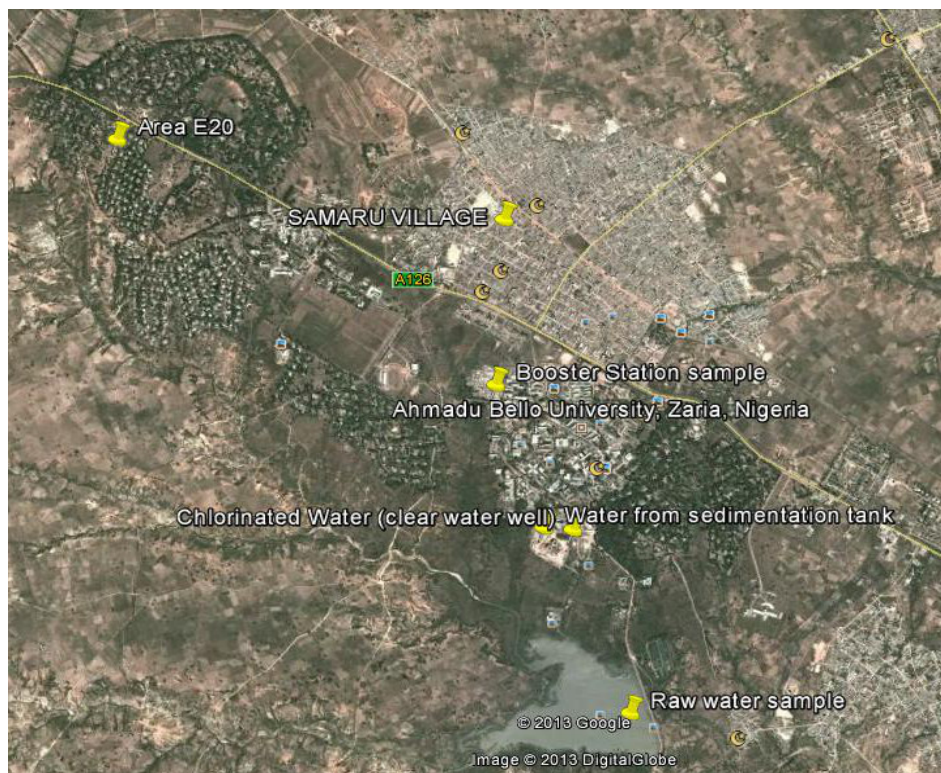 Area E20
SAMARU VILLAGE
A126
Booster Station sample
Ahmadu Bello University, Zaria, Nigeria
Chlorinated Water (clear water well)
Water from sedimentation tank
Raw water sample
© 2013 Google
Image © 2013 DigitalGlobe